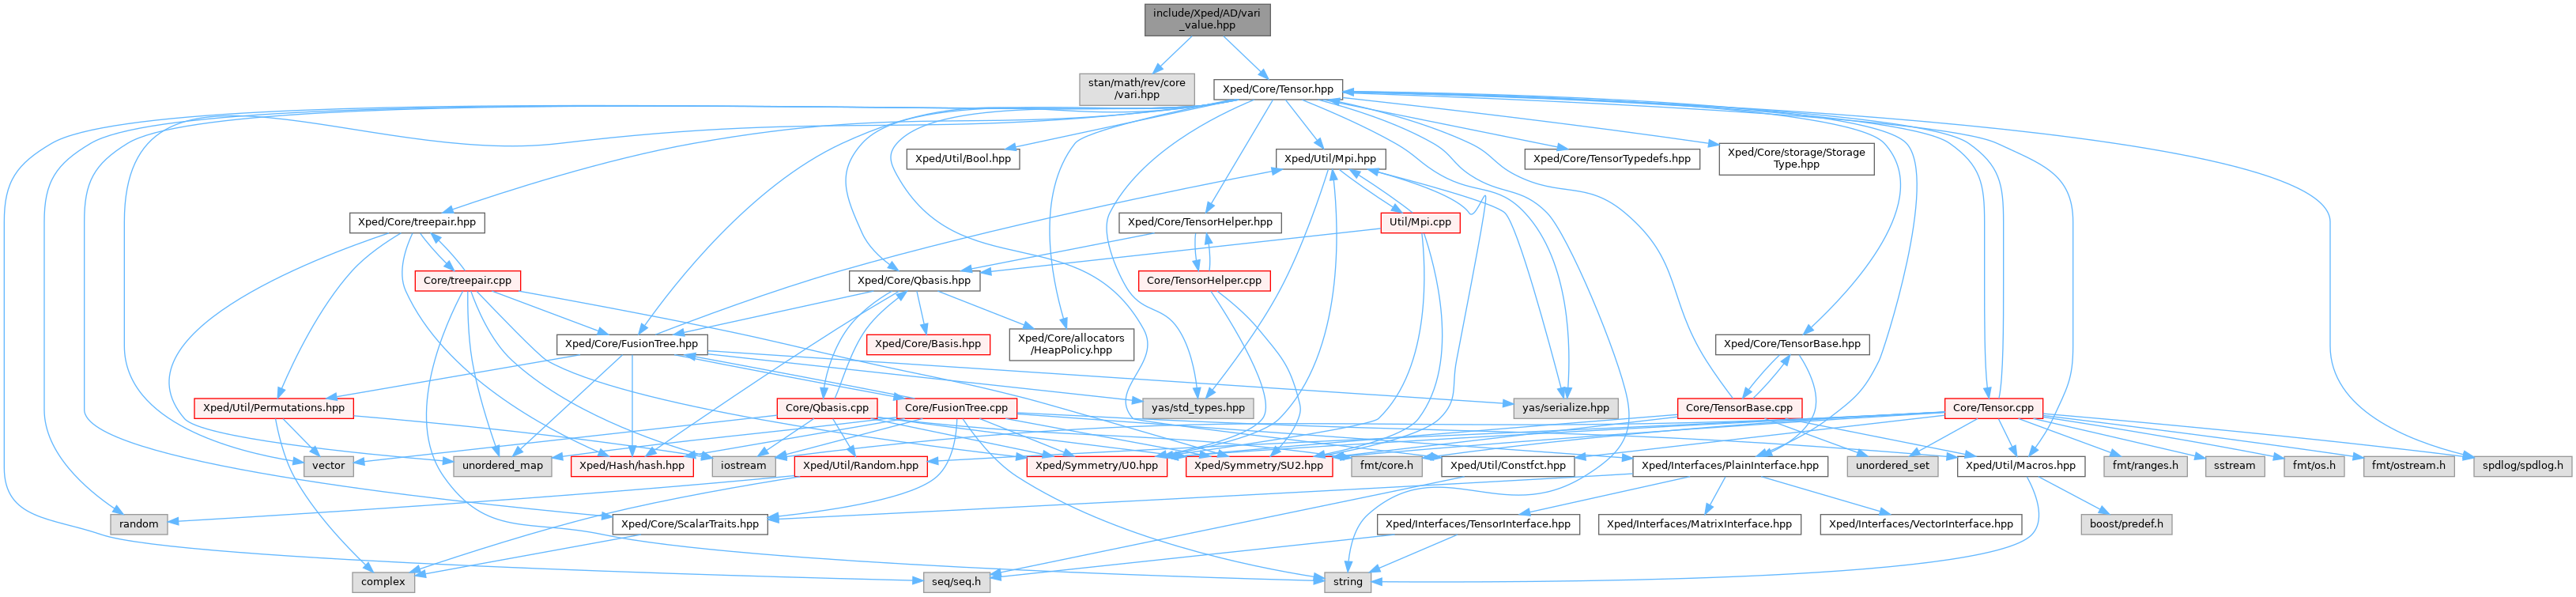 include/Xped/AD/vari
_value.hpp
stan/math/rev/core
/vari.hpp
Xped/Core/Tensor.hpp
Xped/Util/Bool.hpp
Xped/Util/Mpi.hpp
Xped/Core/TensorTypedefs.hpp
Xped/Core/storage/Storage
Type.hpp
Xped/Core/treepair.hpp
Xped/Core/TensorHelper.hpp
Util/Mpi.cpp
Core/treepair.cpp
Xped/Core/Qbasis.hpp
Core/TensorHelper.cpp
Xped/Core/FusionTree.hpp
Xped/Core/Basis.hpp
Xped/Core/allocators
/HeapPolicy.hpp
Xped/Core/TensorBase.hpp
Xped/Util/Permutations.hpp
Core/Qbasis.cpp
Core/FusionTree.cpp
yas/std_types.hpp
yas/serialize.hpp
Core/TensorBase.cpp
Core/Tensor.cpp
vector
unordered_map
Xped/Hash/hash.hpp
iostream
Xped/Util/Random.hpp
Xped/Symmetry/U0.hpp
Xped/Symmetry/SU2.hpp
fmt/core.h
Xped/Util/Constfct.hpp
Xped/Interfaces/PlainInterface.hpp
unordered_set
Xped/Util/Macros.hpp
fmt/ranges.h
sstream
fmt/os.h
fmt/ostream.h
spdlog/spdlog.h
random
Xped/Core/ScalarTraits.hpp
Xped/Interfaces/TensorInterface.hpp
Xped/Interfaces/MatrixInterface.hpp
Xped/Interfaces/VectorInterface.hpp
boost/predef.h
complex
seq/seq.h
string